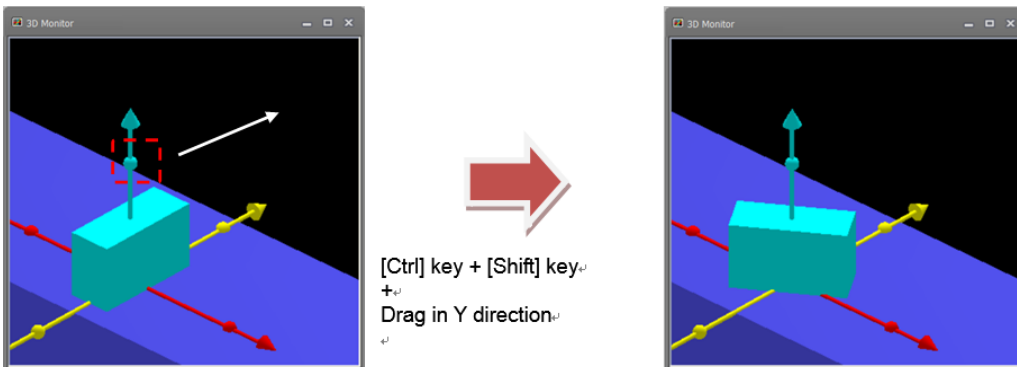 3D Monitor
3D Monitor
[Ctrl] key + [Shift] key
+
Drag in Y direction